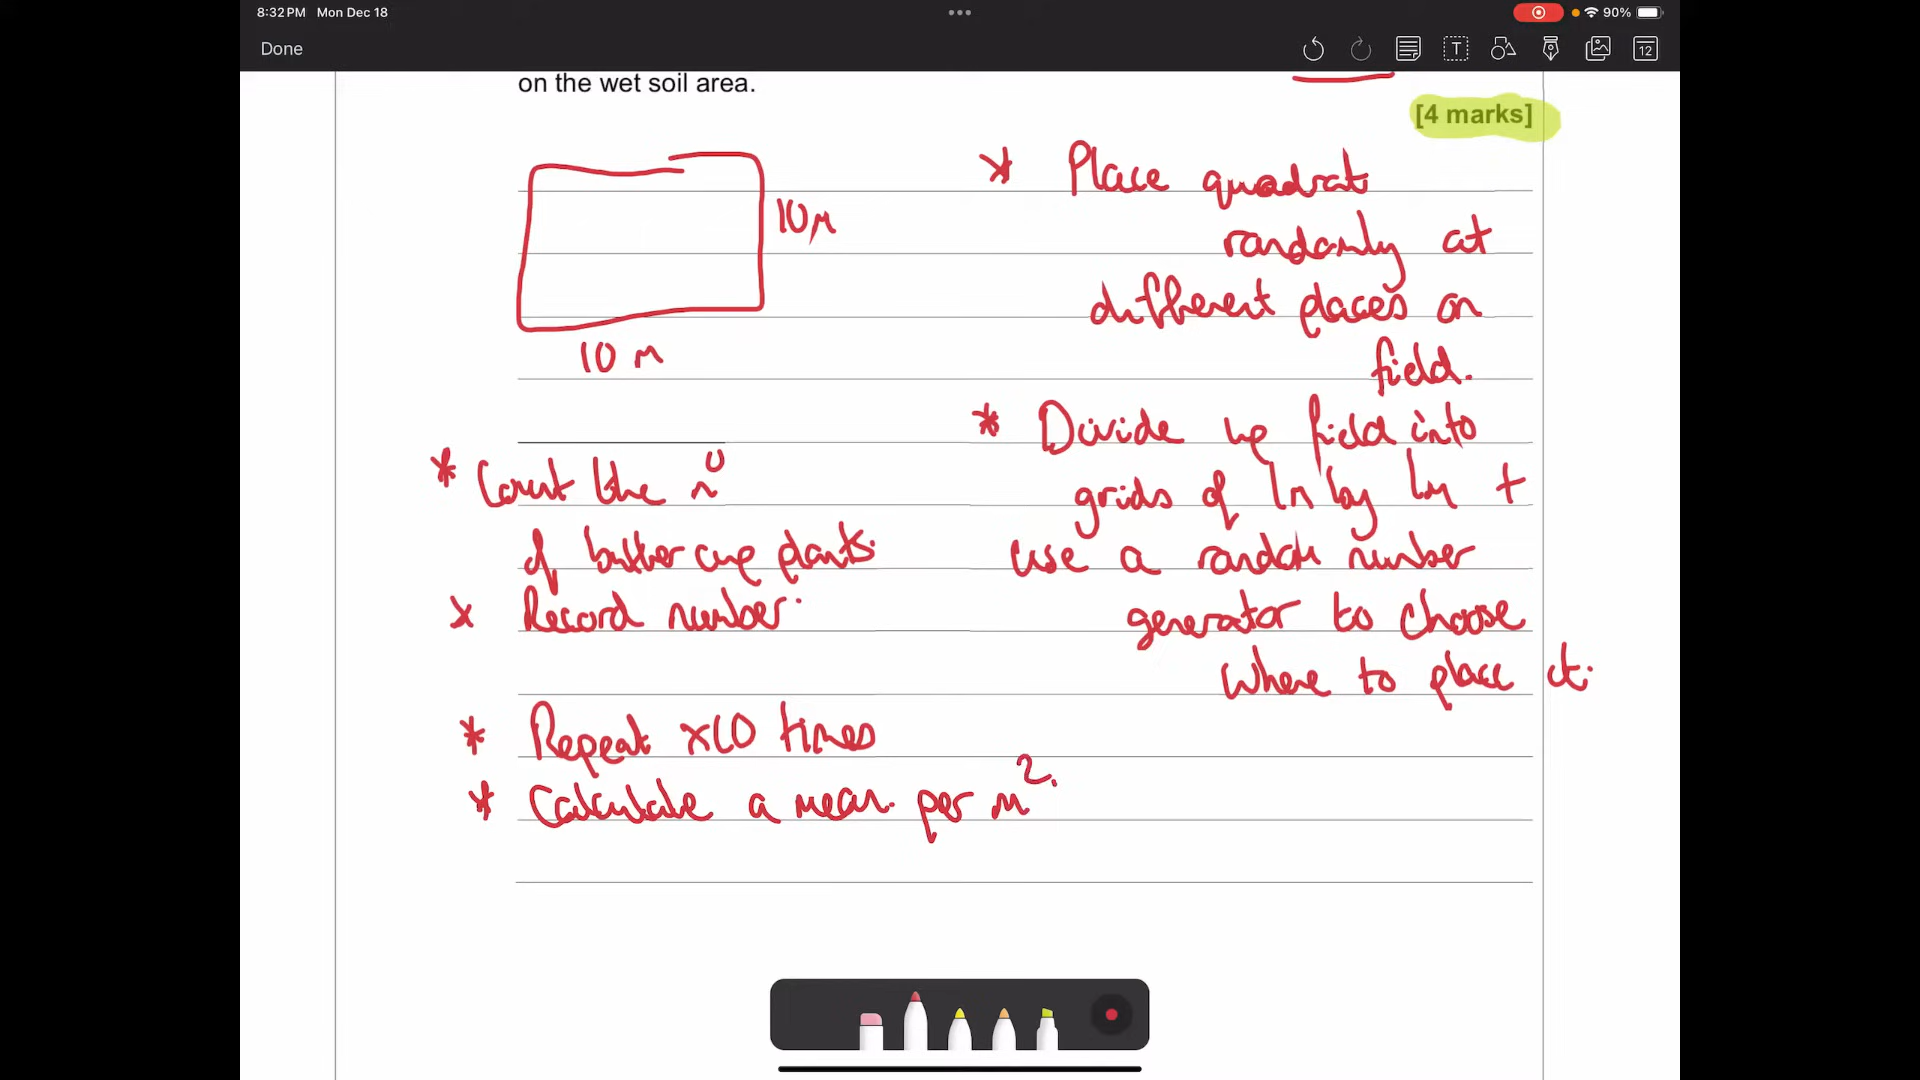 8:32 PM Mon Dec 18
90%
Done
T
12
on the wet soil area.
[4 marks]
10m
10 m
* Place quadrat
randomly at
different places on
field.
* Divide up field into
grids of 1m by 1m +
use a random number
generator to choose
where to place it.
* Count the nº
of butter cup plants.
* Record number.
* Repeat x10 times
* Calculate a mean. per m².